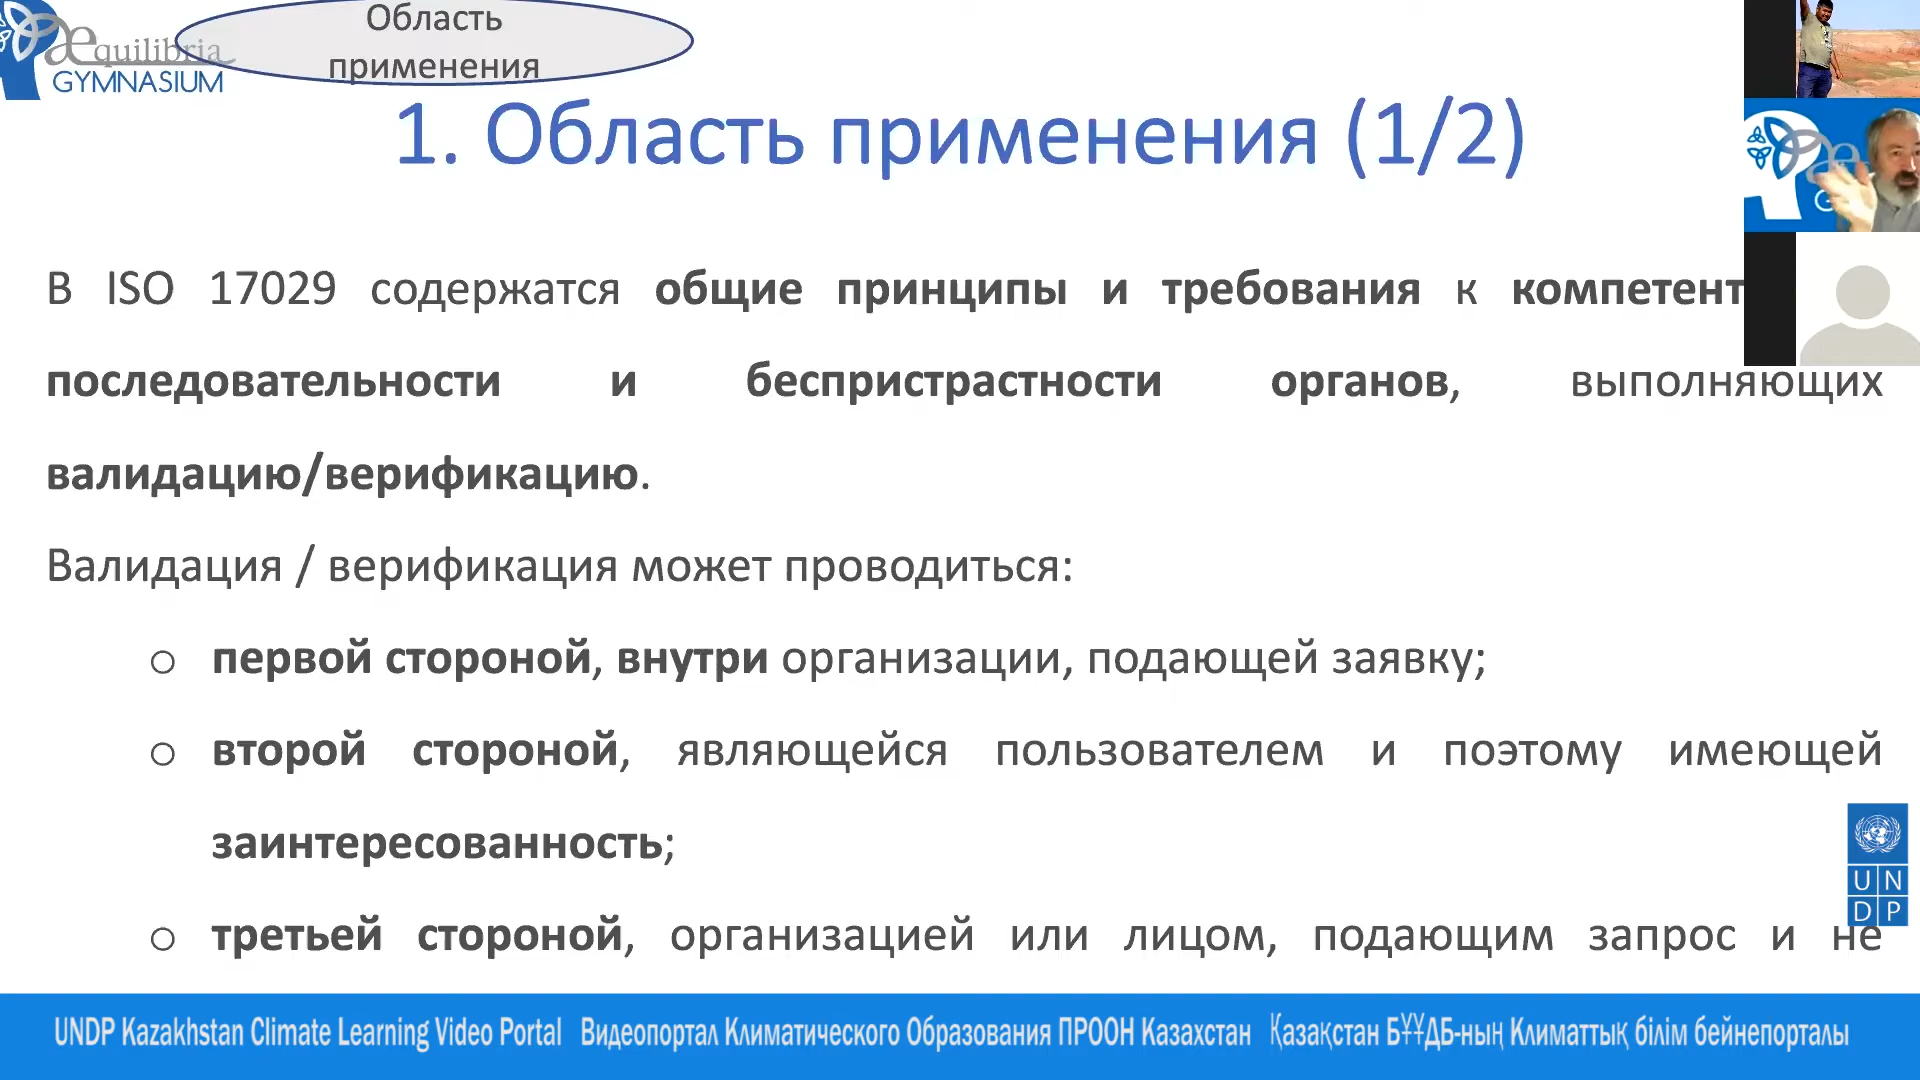 Область
применения
æquilibria
GYMNASIUM
1. Область применения (1/2)
В ISO 17029 содержатся общие принципы и требования к компетент
последовательности и беспристрастности органов, выполняющих
валидацию/верификацию.
Валидация / верификация может проводиться:
o первой стороной, внутри организации, подающей заявку;
o второй стороной, являющейся пользователем и поэтому имеющей
заинтересованность;
o третьей стороной, организацией или лицом, подающим запрос и не
U N
D P
UNDP Kazakhstan Climate Learning Video Portal Видеопортал Климатического Образования ПРООН Казахстан Қазақстан БҰҰДБ-ның Климаттық білім бейнепорталы